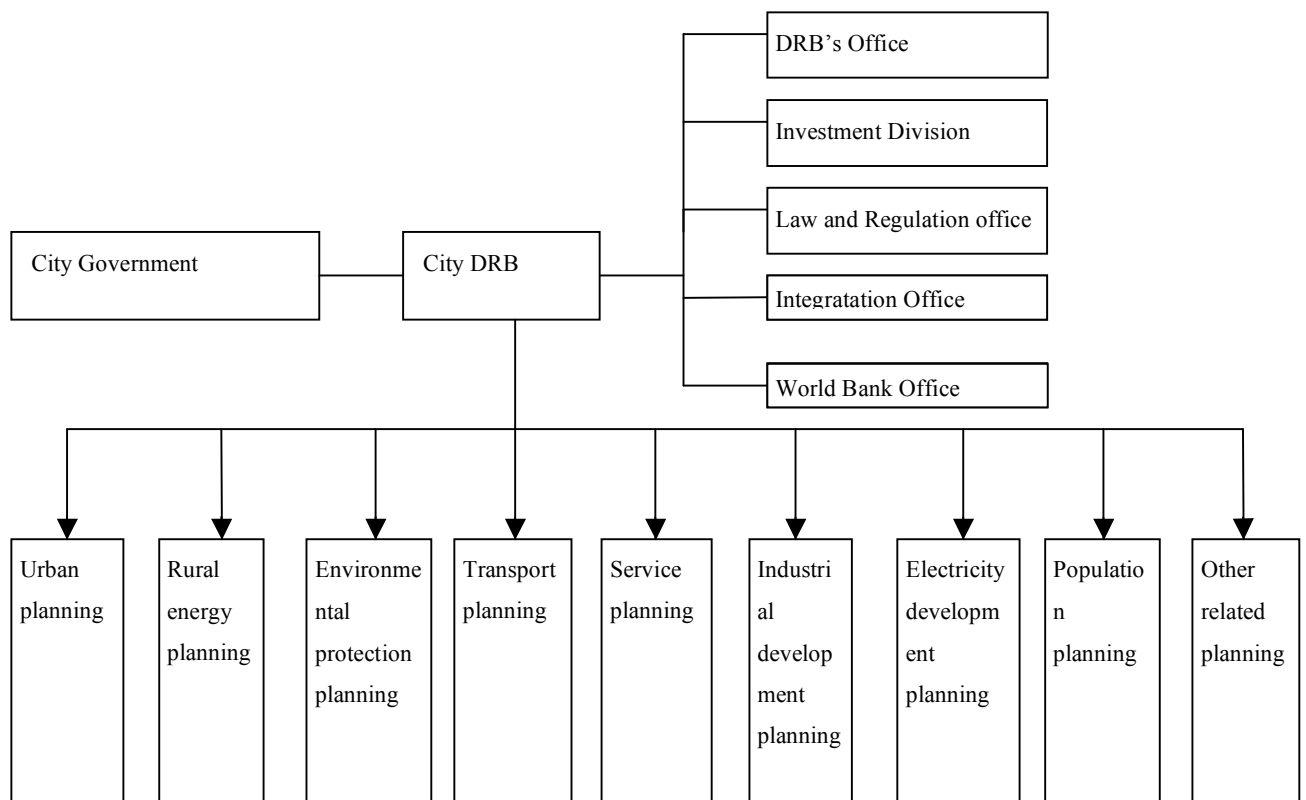 DRB’s Office
Investment Division
Law and Regulation office
City Government
City DRB
Integratation Office
World Bank Office
Urban
planning
Rural
energy
planning
Environme
ntal
protection
planning
Transport
planning
Service
planning
Industri
al
develop
ment
planning
Electricity
developm
ent
planning
Populatio
n
planning
Other
related
planning